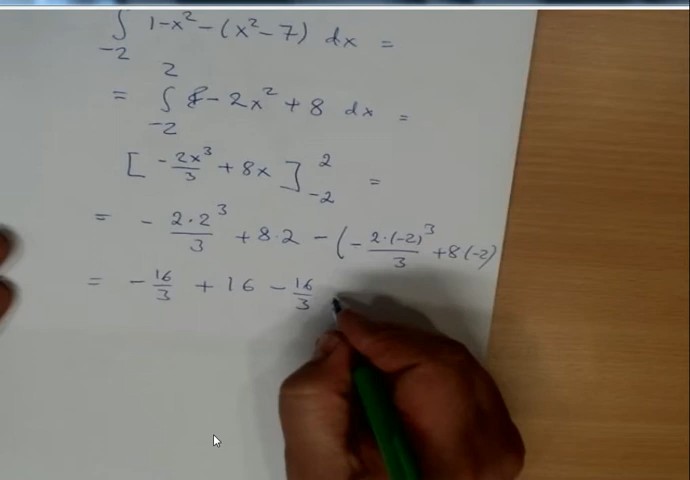 ∫_{-2} 1-x² - (x²-7) dx =
= ∫_{-2}^{2} - 2x² + 8 dx =
[ - 2x³/3 + 8x ]_{-2}^{2} =
= - 2·2³/3 + 8·2 - (- 2·(-2)³/3 + 8(-2)
= - 16/3 + 16 - 16/3